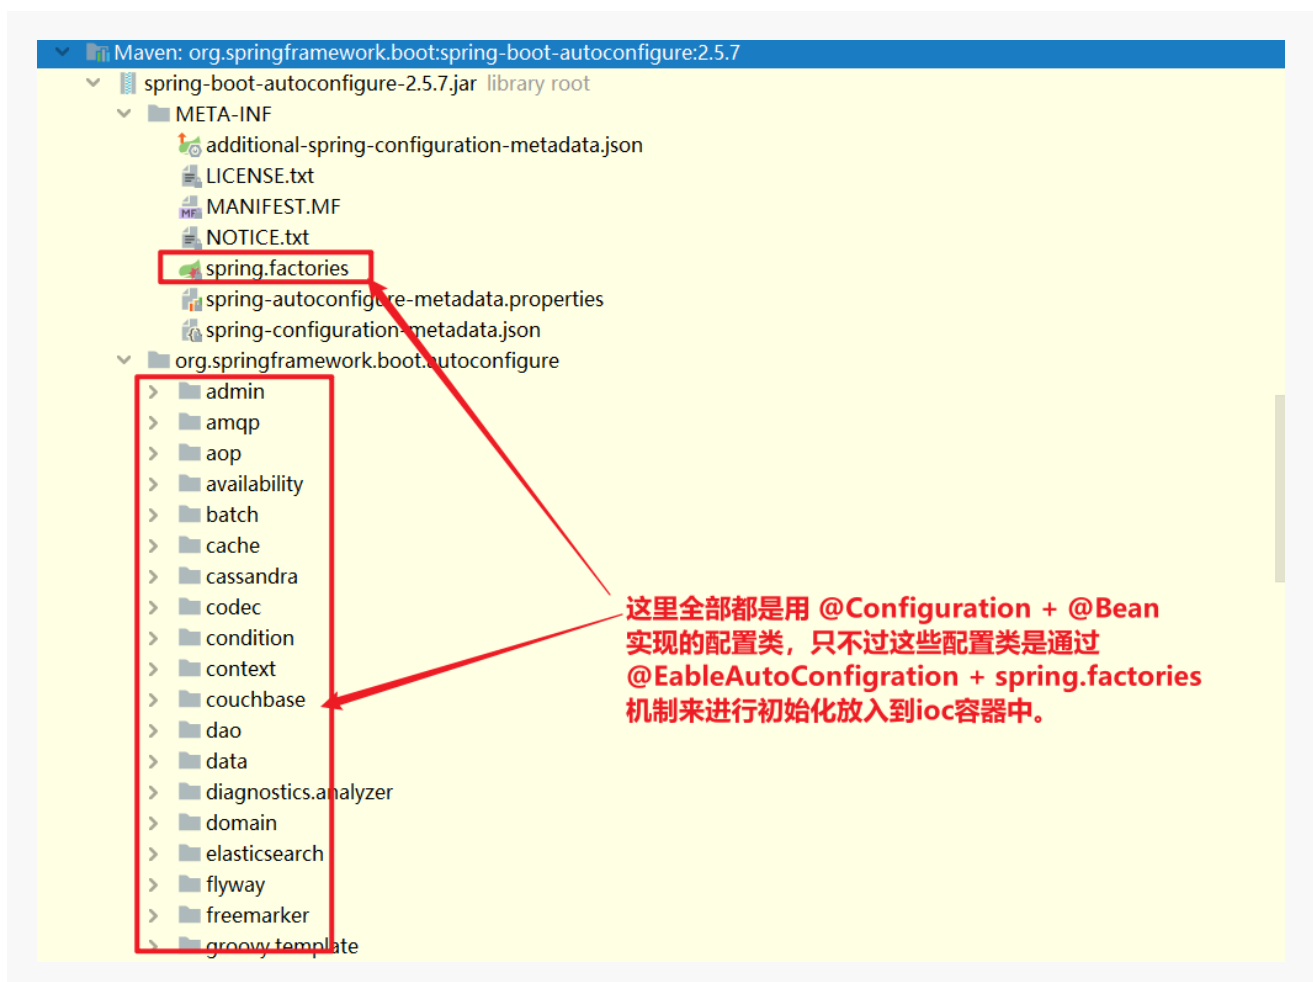 Maven: org.springframework.boot:spring-boot-autoconfigure:2.5.7
spring-boot-autoconfigure-2.5.7.jar library root
META-INF
additional-spring-configuration-metadata.json
LICENSE.txt
MANIFEST.MF
NOTICE.txt
spring.factories
spring-autoconfigure-metadata.properties
spring-configuration-metadata.json
org.springframework.boot.autoconfigure
admin
amqp
aop
availability
batch
cache
cassandra
codec
condition
context
couchbase
dao
data
diagnostics.analyzer
domain
elasticsearch
flyway
freemarker
groovy.template
这里全部都是用 @Configuration + @Bean
实现的配置类，只不过这些配置类是通过
@EableAutoConfigration + spring.factories
机制来进行初始化放入到ioc容器中。